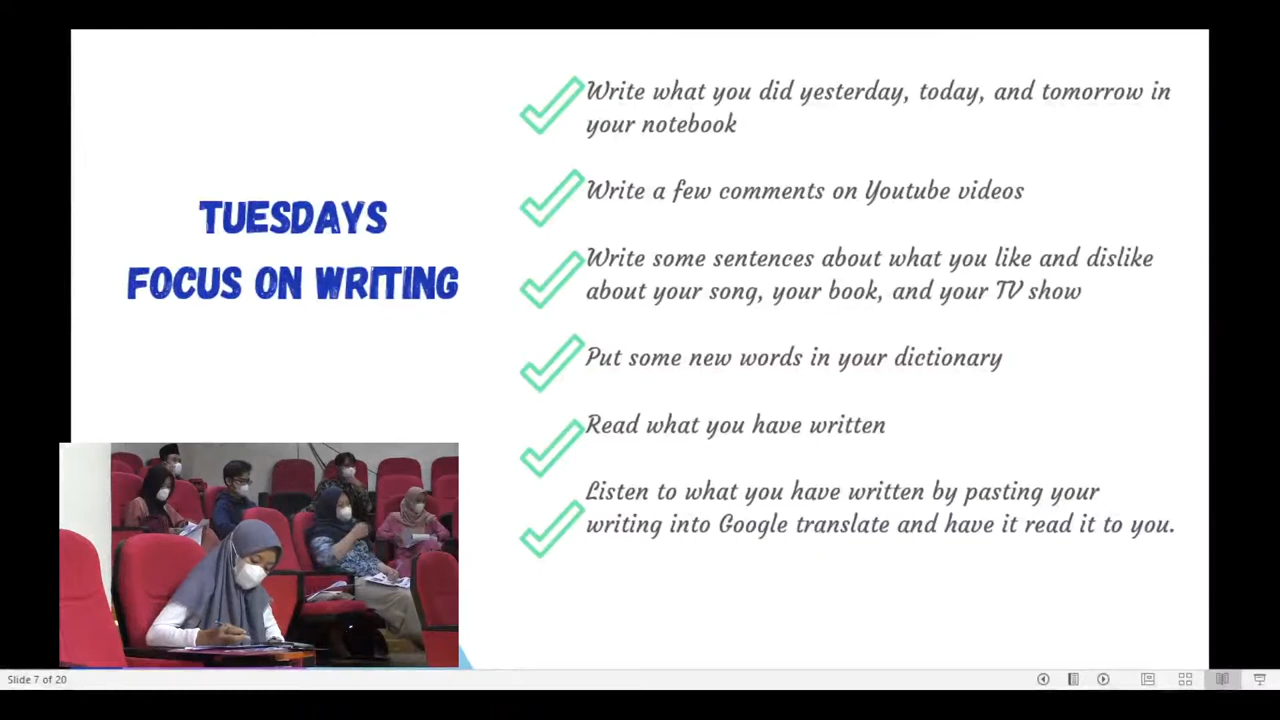 TUESDAYS
FOCUS ON WRITING
Write what you did yesterday, today, and tomorrow in
your notebook
Write a few comments on Youtube videos
Write some sentences about what you like and dislike
about your song, your book, and your TV show
Put some new words in your dictionary
Read what you have written
Listen to what you have written by pasting your
writing into Google translate and have it read it to you.
Slide 7 of 20